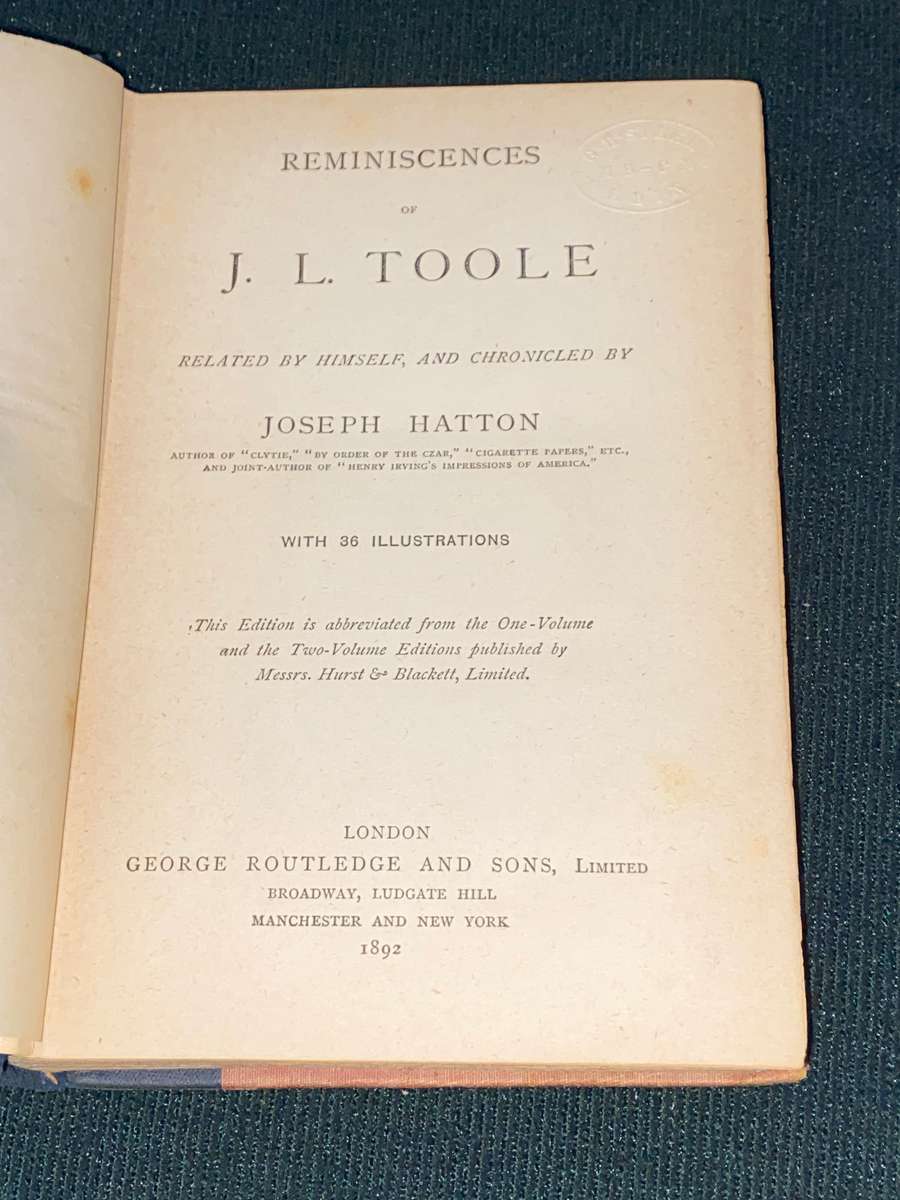 REMINISCENCES
OF
J. L. TOOLE
RELATED BY HIMSELF, AND CHRONICLED BY
JOSEPH HATTON
AUTHOR OF "CLYTIE," "BY ORDER OF THE CZAR," "CIGARETTE PAPERS," ETC.,
AND JOINT-AUTHOR OF "HENRY IRVING'S IMPRESSIONS OF AMERICA."
WITH 36 ILLUSTRATIONS
This Edition is abbreviated from the One-Volume
and the Two-Volume Editions published by
Messrs. Hurst & Blackett, Limited.
LONDON
GEORGE ROUTLEDGE AND SONS, LIMITED
BROADWAY, LUDGATE HILL
MANCHESTER AND NEW YORK
1892